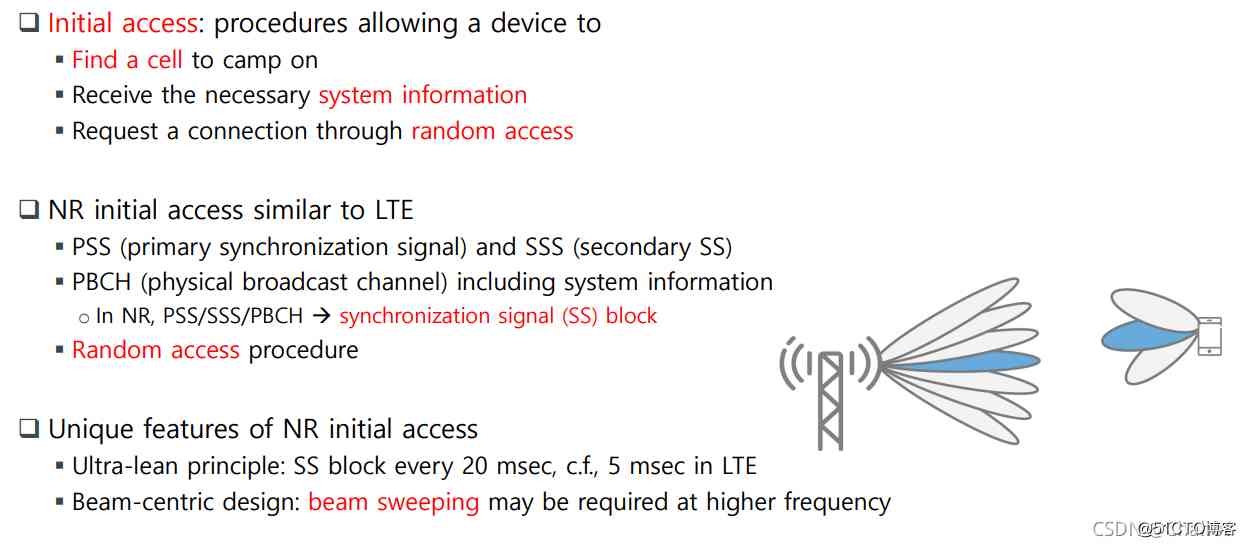 ❑ Initial access: procedures allowing a device to
▪ Find a cell to camp on
▪ Receive the necessary system information
▪ Request a connection through random access
❑ NR initial access similar to LTE
▪ PSS (primary synchronization signal) and SSS (secondary SS)
▪ PBCH (physical broadcast channel) including system information
○ In NR, PSS/SSS/PBCH → synchronization signal (SS) block
▪ Random access procedure
❑ Unique features of NR initial access
▪ Ultra-lean principle: SS block every 20 msec, c.f., 5 msec in LTE
▪ Beam-centric design: beam sweeping may be required at higher frequency
CSDN @51CTO博客